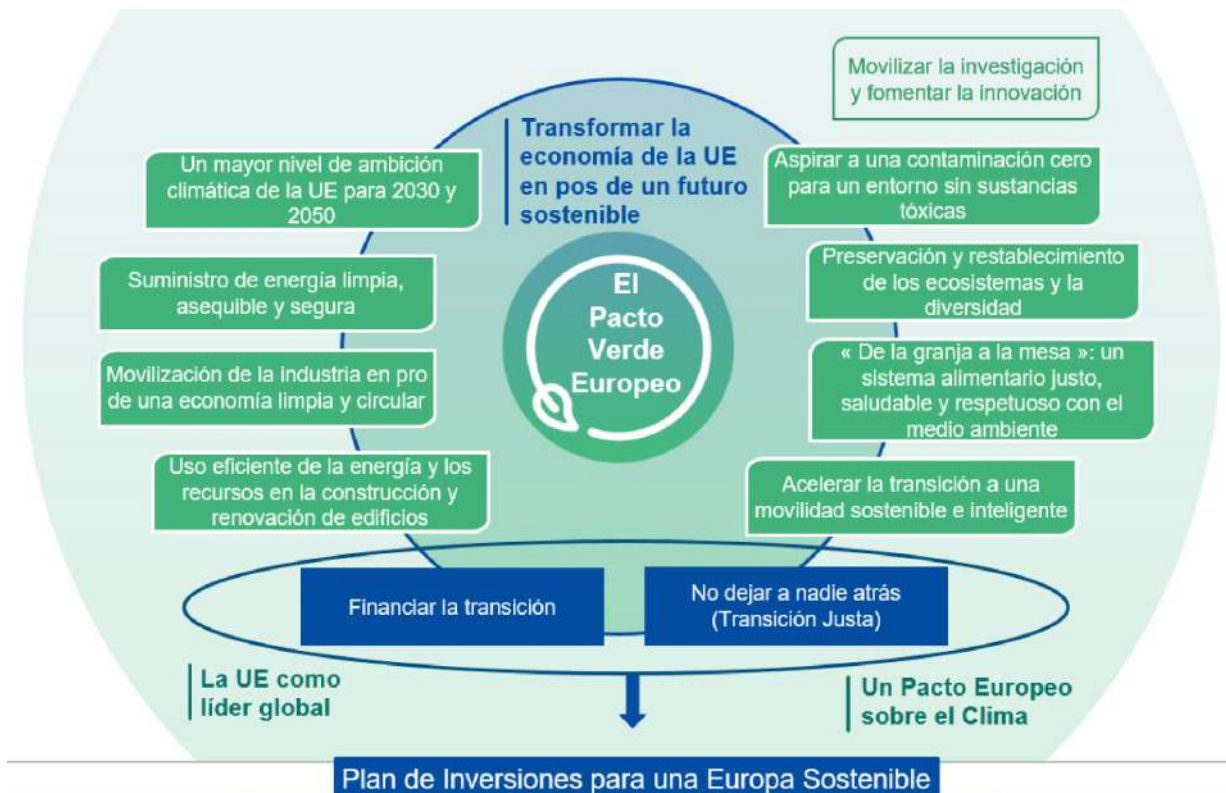 Movilizar la investigación
y fomentar la innovación
Transformar la
economía de la UE
en pos de un futuro
sostenible
Un mayor nivel de ambición
climática de la UE para 2030 y
2050
Suministro de energía limpia,
asequible y segura
Movilización de la industria en pro
de una economía limpia y circular
Uso eficiente de la energía y los
recursos en la construcción y
renovación de edificios
El
Pacto
Verde
Europeo
Aspirar a una contaminación cero
para un entorno sin sustancias
tóxicas
Preservación y restablecimiento
de los ecosistemas y la
diversidad
« De la granja a la mesa »: un
sistema alimentario justo,
saludable y respetuoso con el
medio ambiente
Acelerar la transición a una
movilidad sostenible e inteligente
Financiar la transición
No dejar a nadie atrás
(Transición Justa)
La UE como
líder global
Un Pacto Europeo
sobre el Clima
Plan de Inversiones para una Europa Sostenible